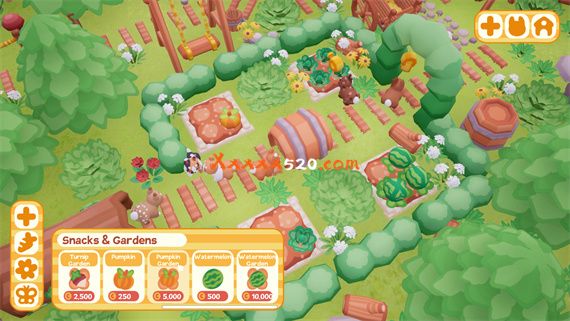 Xxxxx520.com
Snacks & Gardens
Turnip Garden
Pumpkin
Pumpkin Garden
Watermelon
Watermelon Garden
2,500
250
5,000
500
10,000